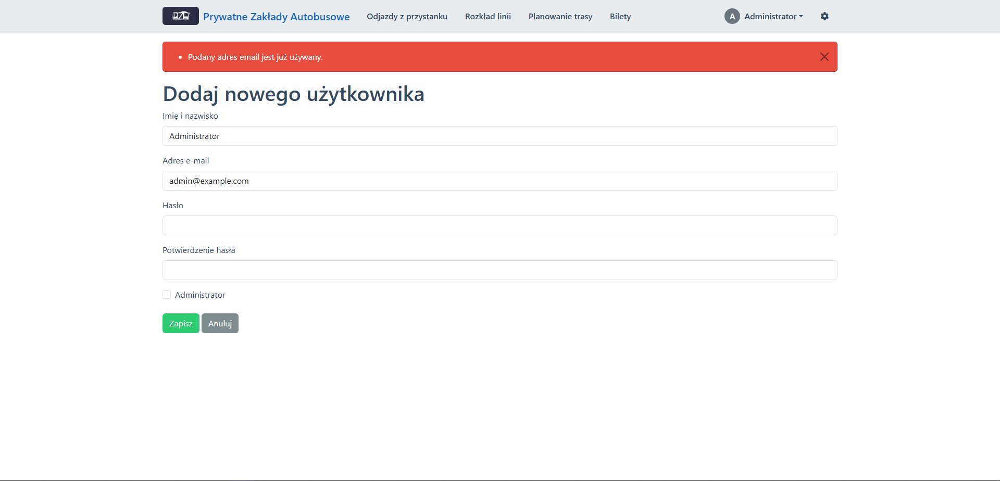 PZA Prywatne Zakłady Autobusowe Odjazdy z przystanku Rozkład linii Planowanie trasy Bilety A Administrator
Podany adres email jest już używany.
Dodaj nowego użytkownika
Imię i nazwisko
Administrator
Adres e-mail
admin@example.com
Hasło
Potwierdzenie hasła
Administrator
Zapisz Anuluj